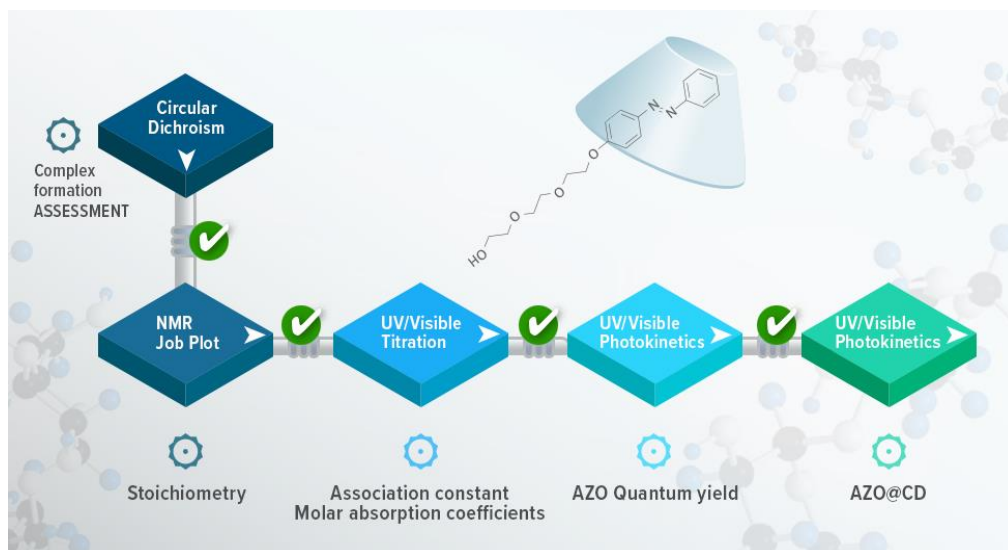 Circular
Dichroism
Complex
formation
ASSESSMENT
N
N
O
O
O
HO
NMR
Job Plot
UV/Visible
Titration
UV/Visible
Photokinetics
UV/Visible
Photokinetics
Stoichiometry
Association constant
Molar absorption coefficients
AZO Quantum yield
AZO@CD